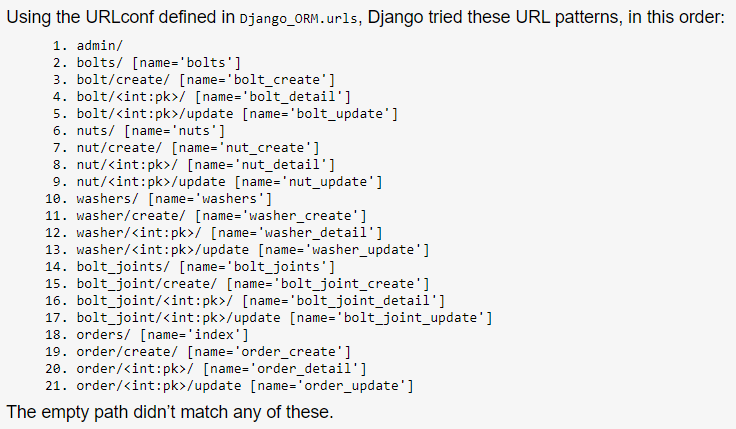 Using the URLconf defined in Django_ORM.urls, Django tried these URL patterns, in this order:
1. admin/
2. bolts/ [name='bolts']
3. bolt/create/ [name='bolt_create']
4. bolt/<int:pk>/ [name='bolt_detail']
5. bolt/<int:pk>/update [name='bolt_update']
6. nuts/ [name='nuts']
7. nut/create/ [name='nut_create']
8. nut/<int:pk>/ [name='nut_detail']
9. nut/<int:pk>/update [name='nut_update']
10. washers/ [name='washers']
11. washer/create/ [name='washer_create']
12. washer/<int:pk>/ [name='washer_detail']
13. washer/<int:pk>/update [name='washer_update']
14. bolt_joints/ [name='bolt_joints']
15. bolt_joint/create/ [name='bolt_joint_create']
16. bolt_joint/<int:pk>/ [name='bolt_joint_detail']
17. bolt_joint/<int:pk>/update [name='bolt_joint_update']
18. orders/ [name='index']
19. order/create/ [name='order_create']
20. order/<int:pk>/ [name='order_detail']
21. order/<int:pk>/update [name='order_update']
The empty path didn’t match any of these.